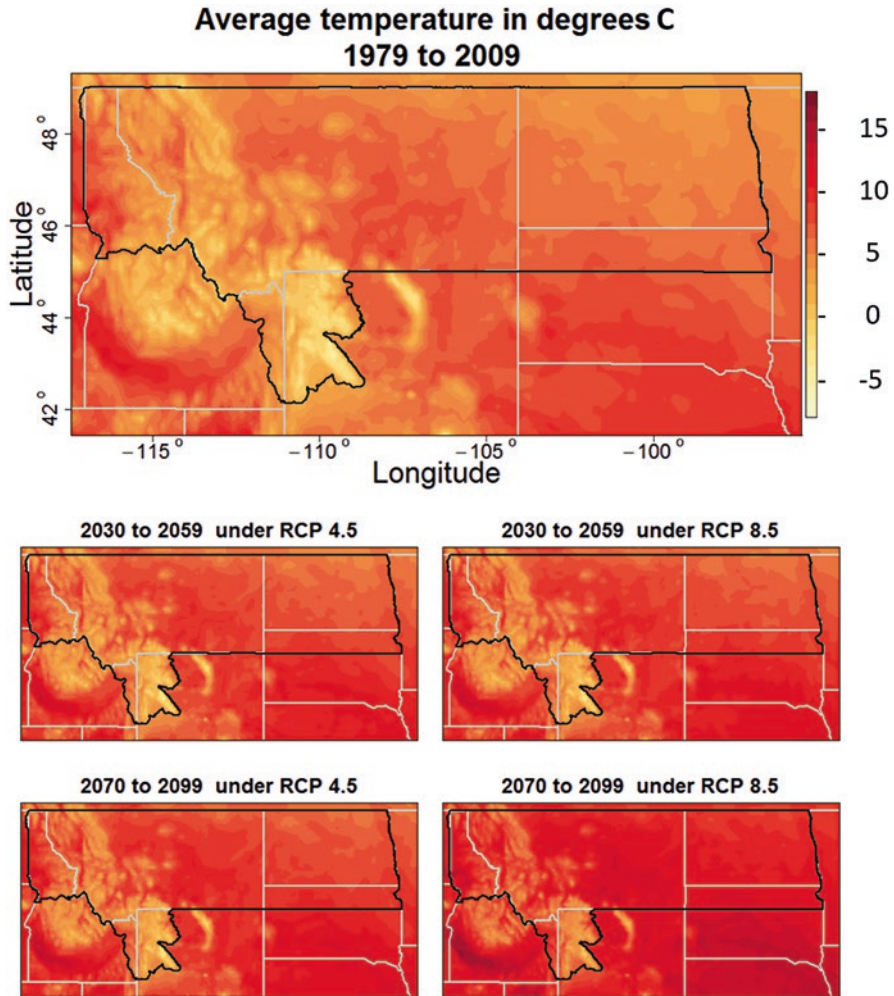 Average temperature in degrees C
1979 to 2009
48°
46°
44°
42°
Latitude
−115° −110° −105° −100°
Longitude
15
10
5
0
-5
2030 to 2059 under RCP 4.5
2030 to 2059 under RCP 8.5
2070 to 2099 under RCP 4.5
2070 to 2099 under RCP 8.5